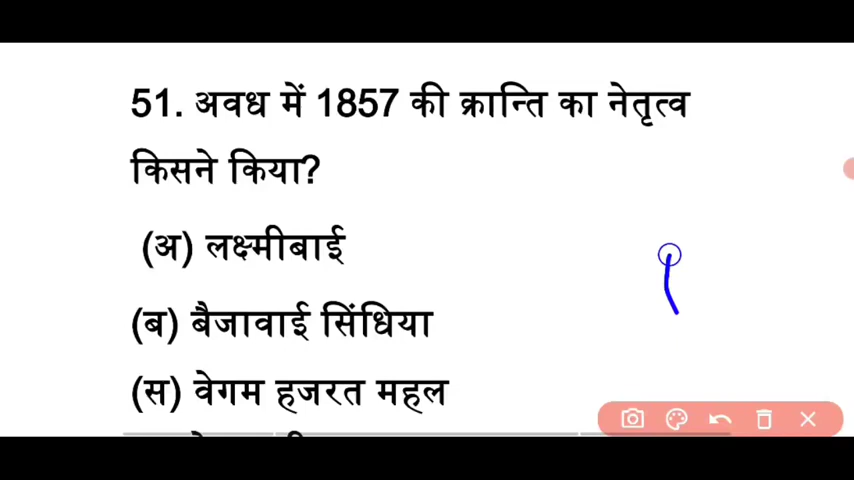 51. अवध में 1857 की क्रान्ति का नेतृत्व
किसने किया?
(अ) लक्ष्मीबाई
(ब) बैजावाई सिंधिया
(स) वेगम हजरत महल